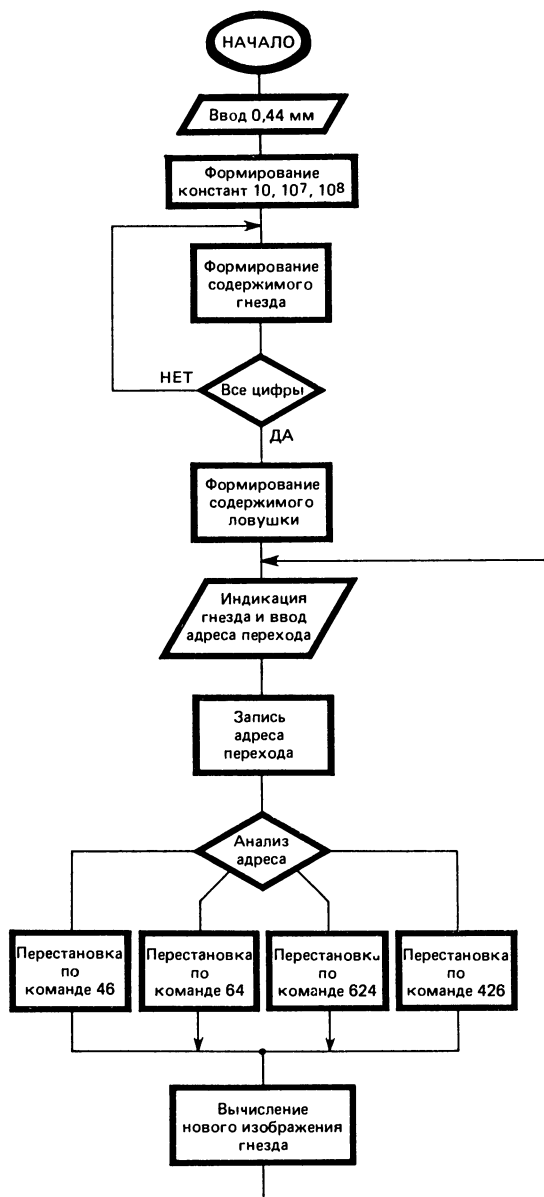 НАЧАЛО
Ввод 0,44 мм
Формирование
констант 10, 10⁷, 10⁸
Формирование
содержимого
гнезда
НЕТ
Все цифры
ДА
Формирование
содержимого
ловушки
Индикация
гнезда и ввод
адреса перехода
Запись
адреса
перехода
Анализ
адреса
Перестановка
по
команде 46
Перестановка
по
команде 64
Перестановка
по
команде 624
Перестановка
по
команде 426
Вычисление
нового изображения
гнезда